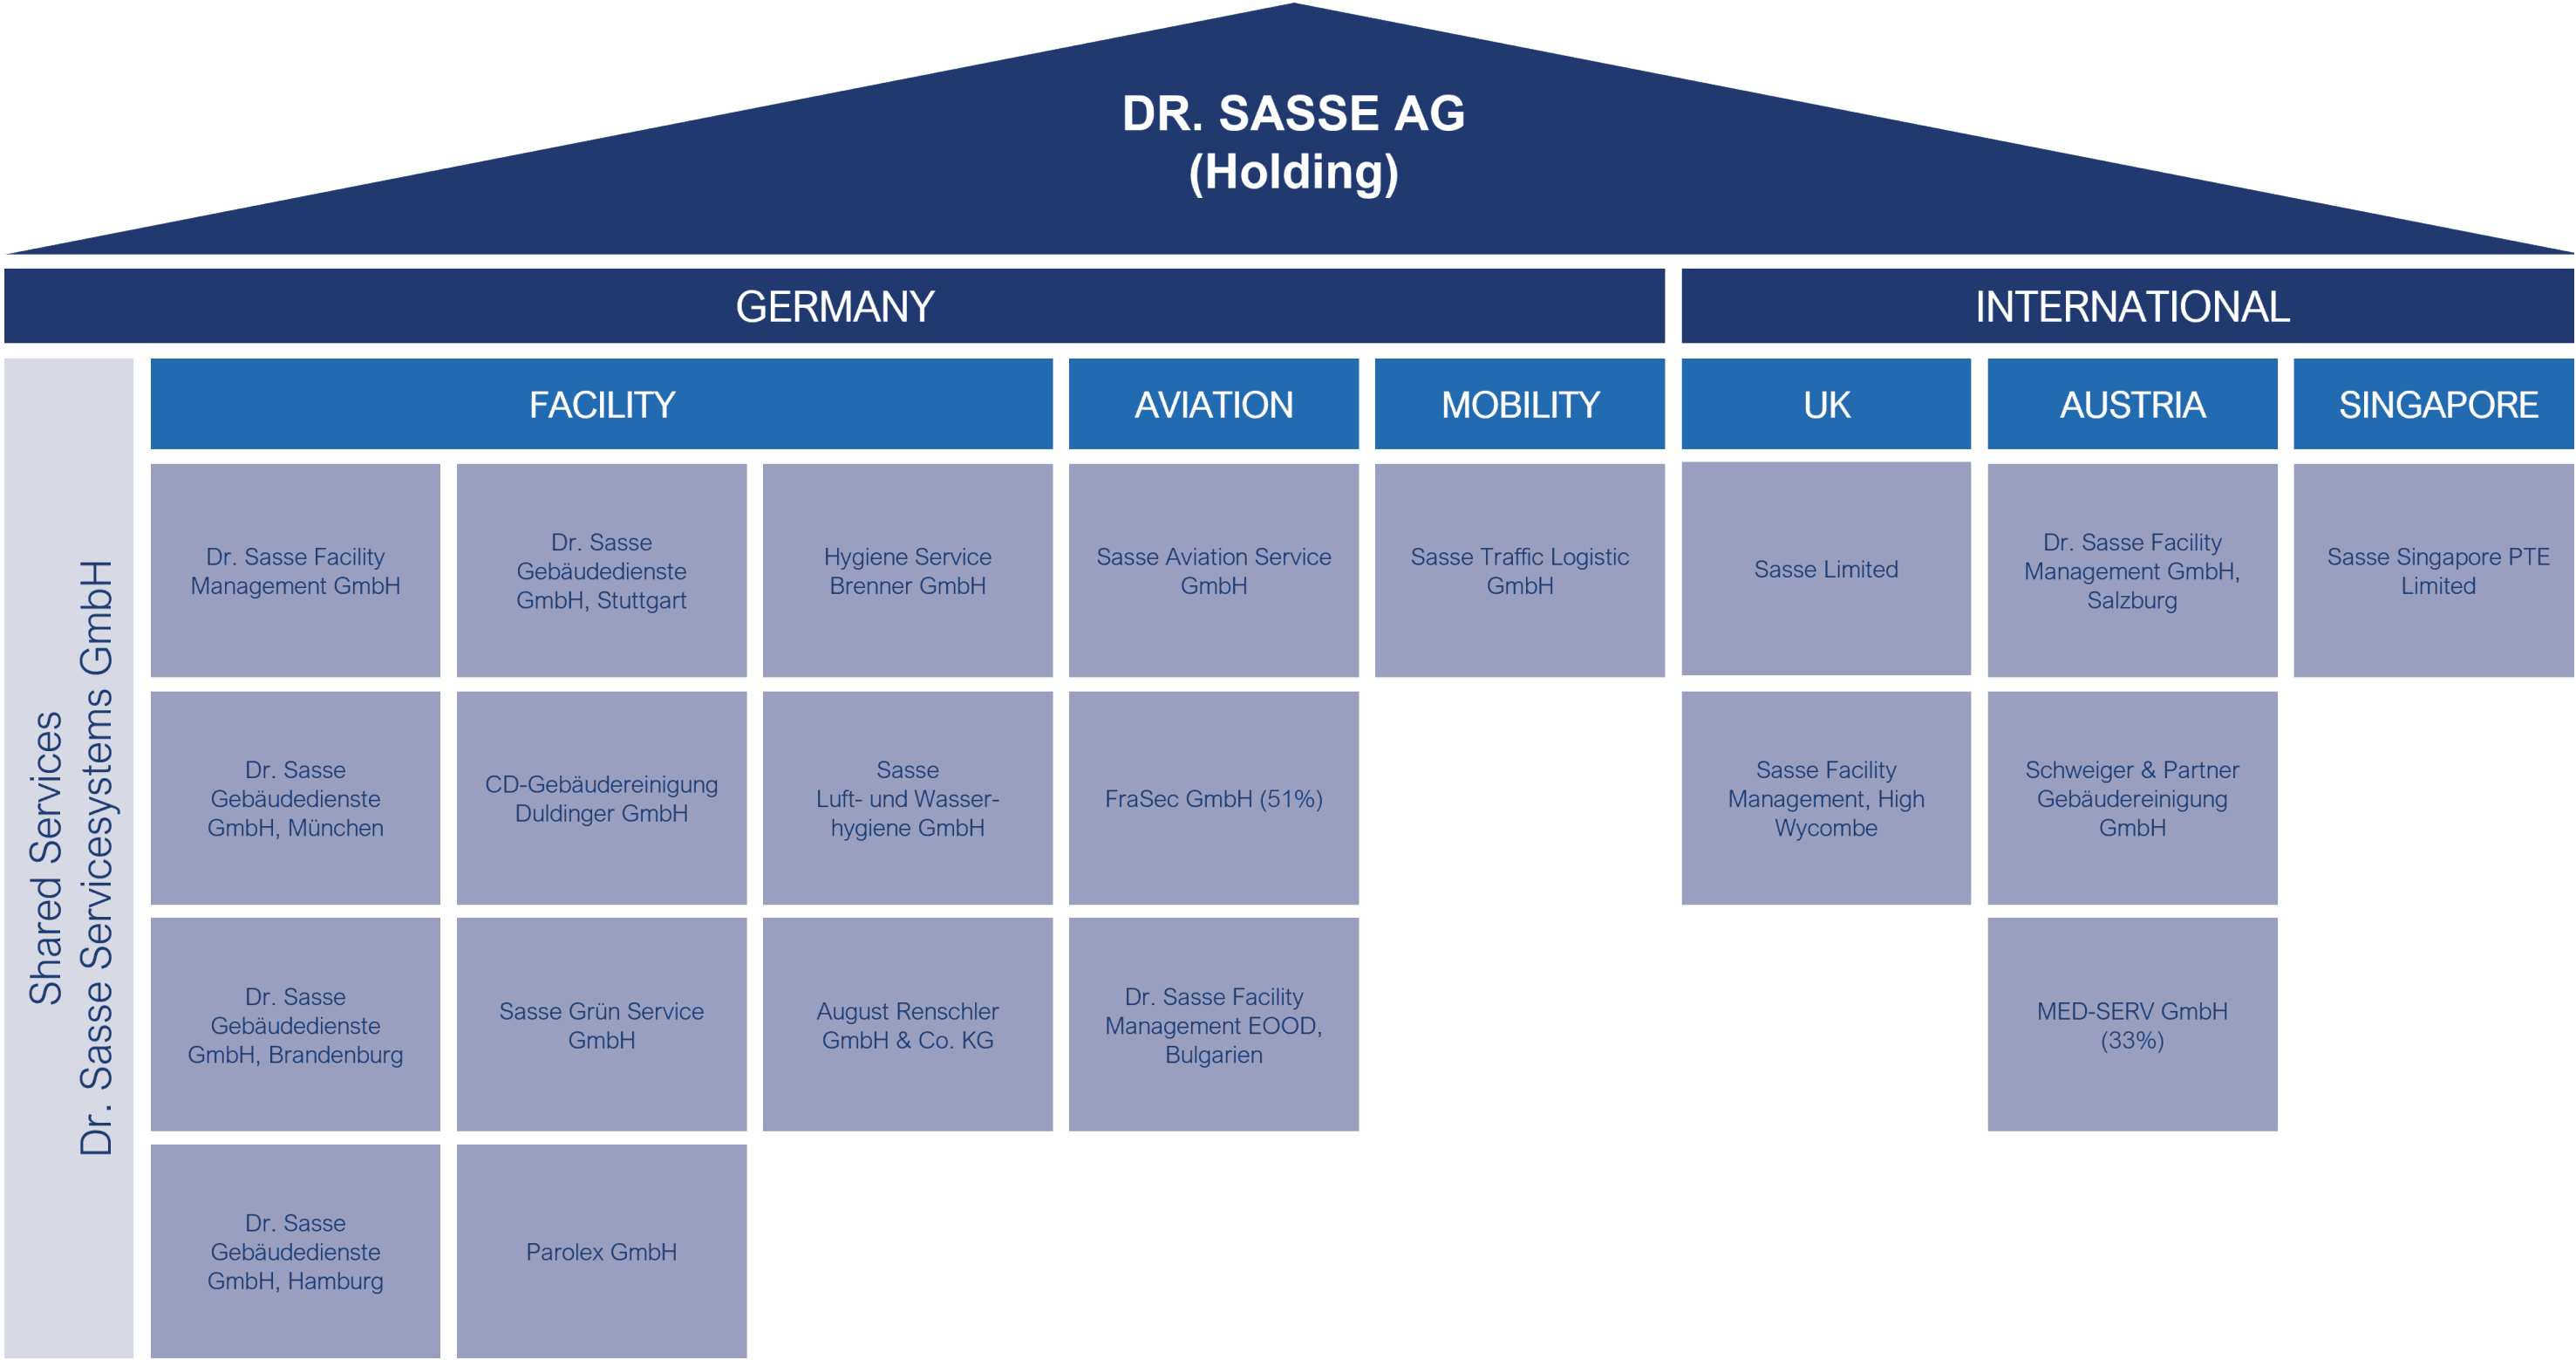 DR. SASSE AG
(Holding)
GERMANY
INTERNATIONAL
Shared Services
Dr. Sasse Servicesystems GmbH
FACILITY
AVIATION
MOBILITY
UK
AUSTRIA
SINGAPORE
Dr. Sasse Facility
Management GmbH
Dr. Sasse
Gebäudedienste
GmbH, Stuttgart
Hygiene Service
Brenner GmbH
Sasse Aviation Service
GmbH
Sasse Traffic Logistic
GmbH
Sasse Limited
Dr. Sasse Facility
Management GmbH,
Salzburg
Sasse Singapore PTE
Limited
Dr. Sasse
Gebäudedienste
GmbH, München
CD-Gebäudereinigung
Duldinger GmbH
Sasse
Luft- und Wasser-
hygiene GmbH
FraSec GmbH (51%)
Sasse Facility
Management, High
Wycombe
Schweiger & Partner
Gebäudereinigung
GmbH
Dr. Sasse
Gebäudedienste
GmbH, Brandenburg
Sasse Grün Service
GmbH
August Renschler
GmbH & Co. KG
Dr. Sasse Facility
Management EOOD,
Bulgarien
MED-SERV GmbH
(33%)
Dr. Sasse
Gebäudedienste
GmbH, Hamburg
Parolex GmbH